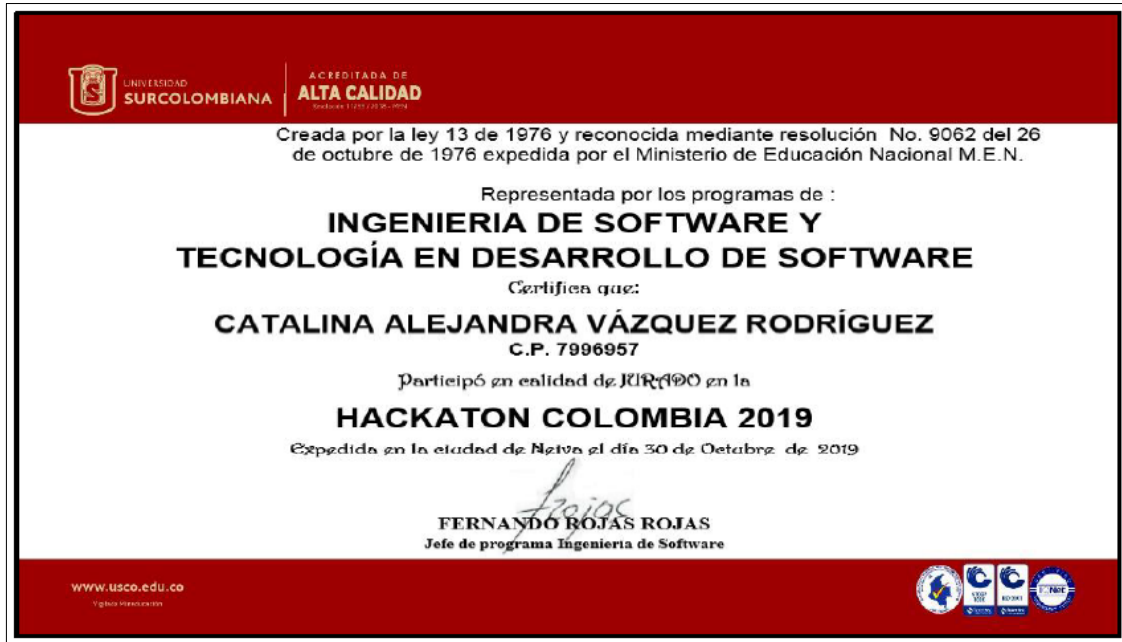 UNIVERSIDAD
SURCOLOMBIANA
ACREDITADA DE
ALTA CALIDAD
Creada por la ley 13 de 1976 y reconocida mediante resolución No. 9062 del 26
de octubre de 1976 expedida por el Ministerio de Educación Nacional M.E.N.
Representada por los programas de :
INGENIERIA DE SOFTWARE Y
TECNOLOGÍA EN DESARROLLO DE SOFTWARE
Certifica que:
CATALINA ALEJANDRA VÁZQUEZ RODRÍGUEZ
C.P. 7996957
Participó en calidad de JURADO en la
HACKATON COLOMBIA 2019
Expedida en la ciudad de Neiva el día 30 de Octubre de 2019
FERNANDO ROJAS ROJAS
Jefe de programa Ingeniería de Software
www.usco.edu.co